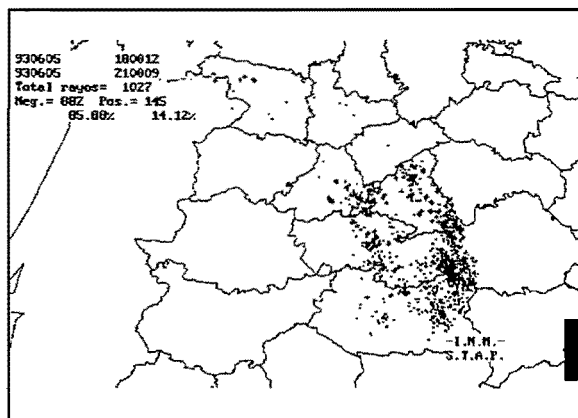 930605 180012
930605 210009
Total rayos= 1027
Neg.= 882 Pos.= 145
85.88% 14.12%
-I.N.M.-
S.T.A.P.